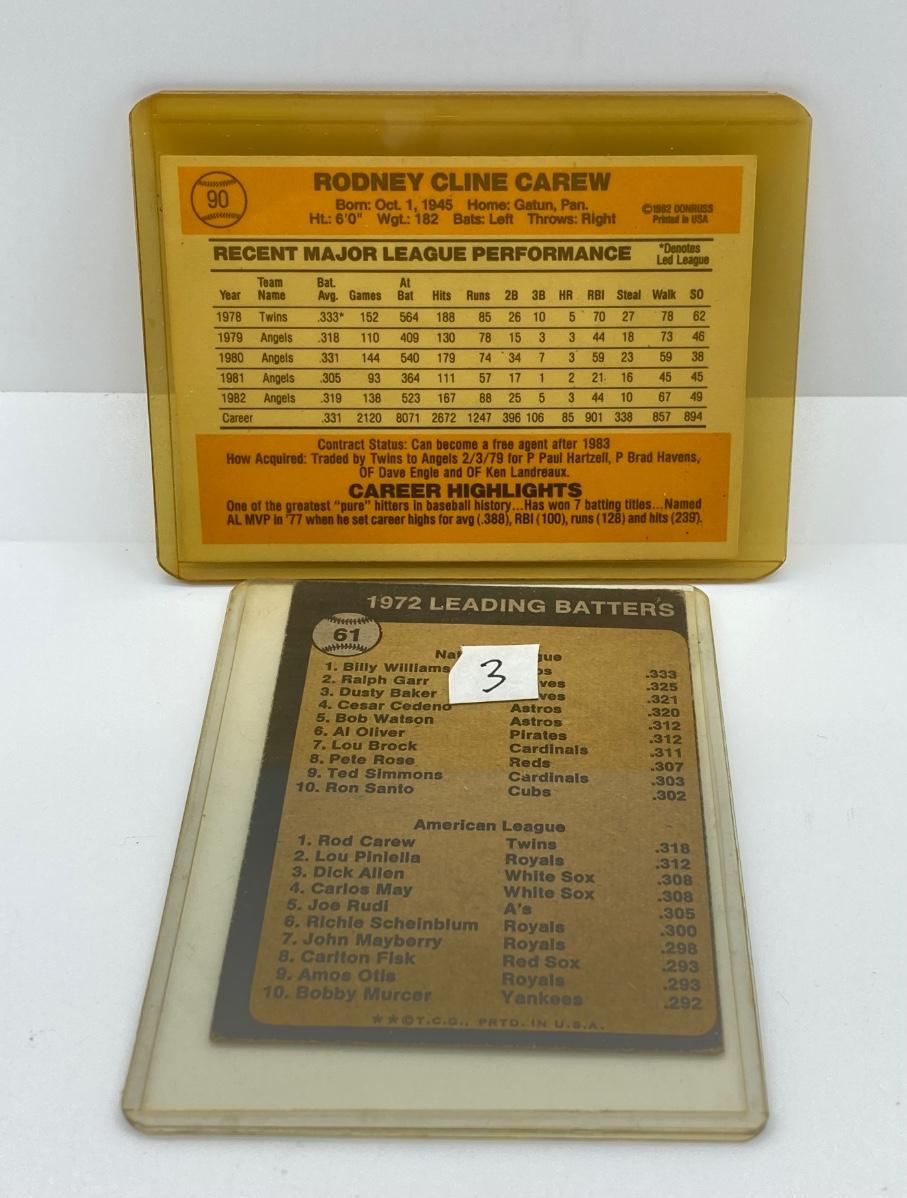 90
RODNEY CLINE CAREW
Born: Oct. 1, 1945 Home: Gatun, Pan.
Ht.: 6'0" Wgt.: 182 Bats: Left Throws: Right
©1982 DONRUSS
Printed in USA
RECENT MAJOR LEAGUE PERFORMANCE
*Denotes
Led League
Year Team Name Bat. Avg. Games At Bat Hits Runs 2B 3B HR RBI Steal Walk SO
1978 Twins .333* 152 564 188 85 26 10 5 70 27 78 62
1979 Angels .318 110 409 130 78 15 3 3 44 18 73 46
1980 Angels .331 144 540 179 74 34 7 3 59 23 59 38
1981 Angels .305 93 364 111 57 17 1 2 21 16 45 45
1982 Angels .319 138 523 167 88 25 5 3 44 10 67 49
Career .331 2120 8071 2672 1247 396 106 85 901 338 857 894
Contract Status: Can become a free agent after 1983
How Acquired: Traded by Twins to Angels 2/3/79 for P Paul Hartzell, P Brad Havens,
OF Dave Engle and OF Ken Landreaux.
CAREER HIGHLIGHTS
One of the greatest "pure" hitters in baseball history...Has won 7 batting titles...Named
AL MVP in '77 when he set career highs for avg (.388), RBI (100), runs (128) and hits (239).
1972 LEADING BATTERS
61
3
1. Billy Williams .333
2. Ralph Garr .325
3. Dusty Baker .321
4. Cesar Cedeno Astros .320
5. Bob Watson Astros .312
6. Al Oliver Pirates .312
7. Lou Brock Cardinals .311
8. Pete Rose Reds .307
9. Ted Simmons Cardinals .303
10. Ron Santo Cubs .302
American League
1. Rod Carew Twins .318
2. Lou Piniella Royals .312
3. Dick Allen White Sox .308
4. Carlos May White Sox .308
5. Joe Rudi A's .305
6. Richie Scheinblum Royals .300
7. John Mayberry Royals .298
8. Carlton Fisk Red Sox .293
9. Amos Otis Royals .293
10. Bobby Murcer Yankees .292
**©T.C.G., PRTD. IN U.S.A.